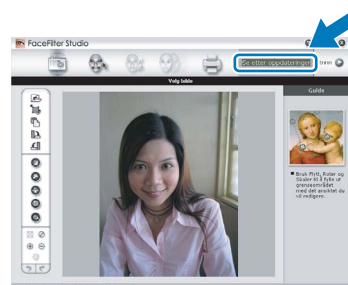 FaceFilter Studio
Se etter oppdateringer
trinn
Velg bilde
Guide
Bruk Flytt, Roter og
Skaler til å fylle ut
grenseområdet
med det ansiktet du
vil redigere.